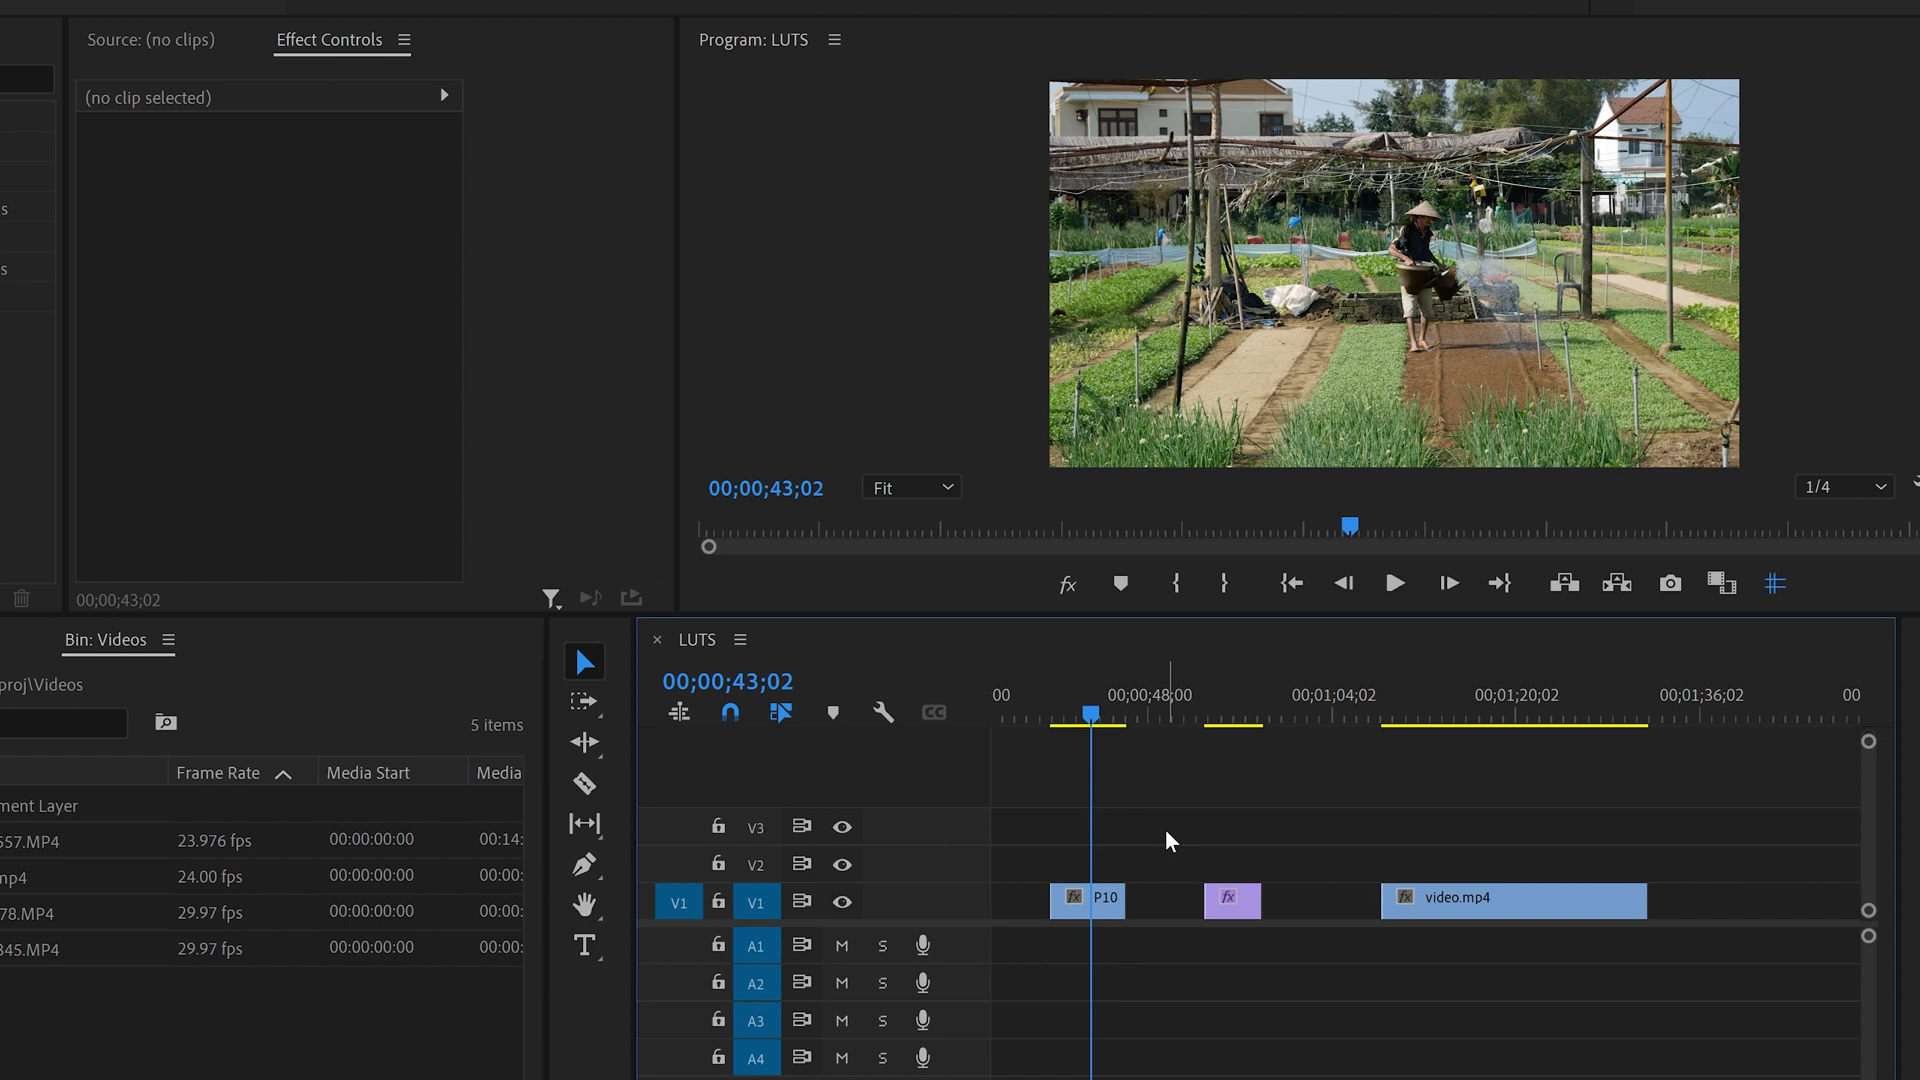 Source: (no clips)
Effect Controls
Program: LUTS
(no clip selected)
s
s
00;00;43;02
Fit
1/4
00;00;43;02
Bin: Videos
proj\Videos
5 items
Frame Rate
Media Start
Media
ment Layer
557.MP4
23.976 fps
00:00:00:00
00:14:
mp4
24.00 fps
00:00:00:00
00:00:
78.MP4
29.97 fps
00:00:00:00
00:00:
345.MP4
29.97 fps
00:00:00:00
00:00:
T
× LUTS
00;00;43;02
CC
00
00;00;48;00
00;01;04;02
00;01;20;02
00;01;36;02
00
V3
V2
V1
V1
fx P10
fx
fx video.mp4
A1
M
S
A2
M
S
A3
M
S
A4
M
S
fx